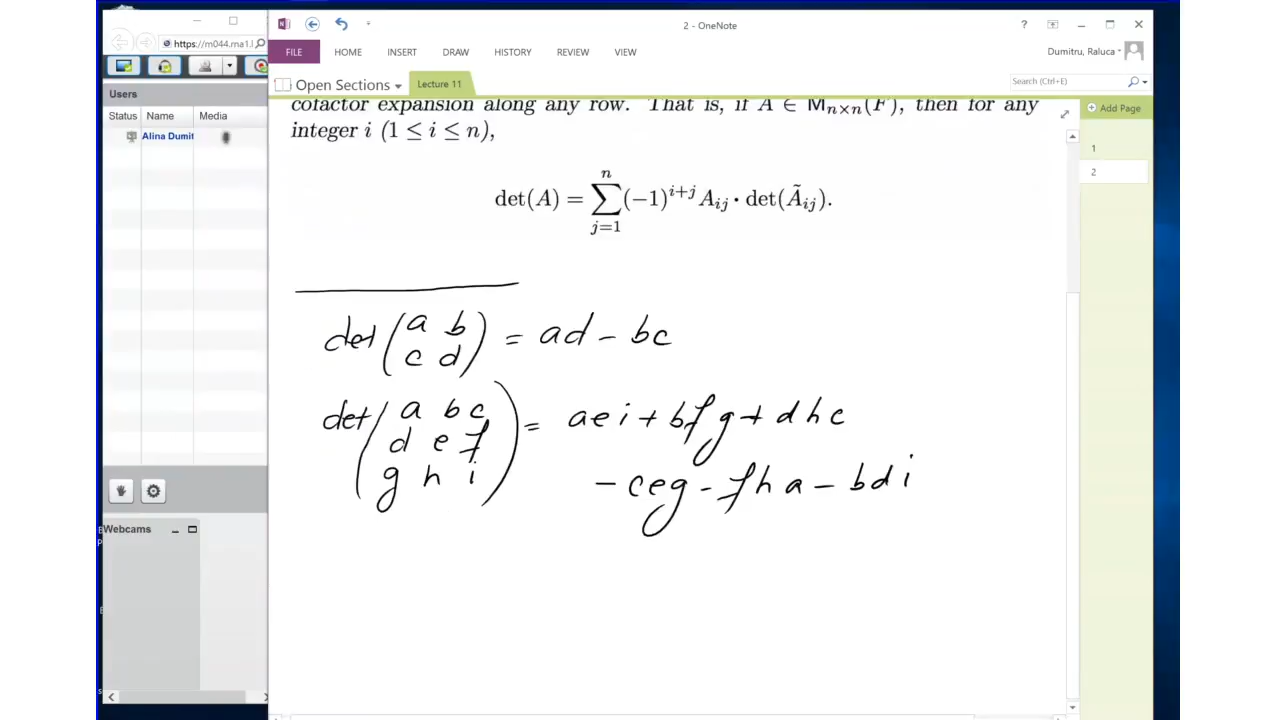 2 - OneNote
https://m044.rna1.l
FILE HOME INSERT DRAW HISTORY REVIEW VIEW
Dumitru, Raluca
Open Sections Lecture 11
Search (Ctrl+E)
Users
Status Name Media
Alina Dumit
Add Page
1
2
cofactor expansion along any row. That is, if A ∈ M_{n×n}(F), then for any
integer i (1 ≤ i ≤ n),
det(A) = ∑_{j=1}^{n} (−1)^{i+j} A_{ij} · det(Ã_{ij}).
det (a b
c d) = ad - bc
det (a b c
d e f
g h i) = aei + bfg + dhc
- ceg - fha - bdi
Webcams